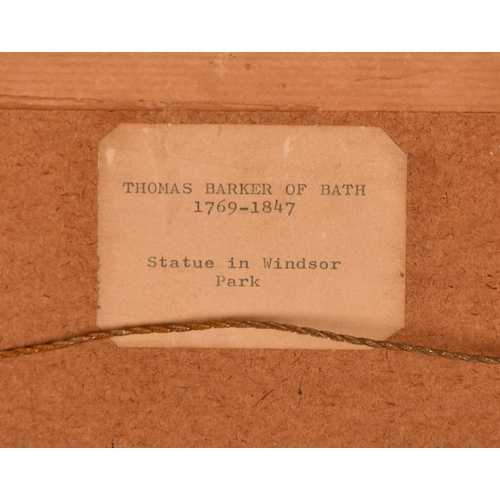 THOMAS BARKER OF BATH
1769-1847
Statue in Windsor
Park